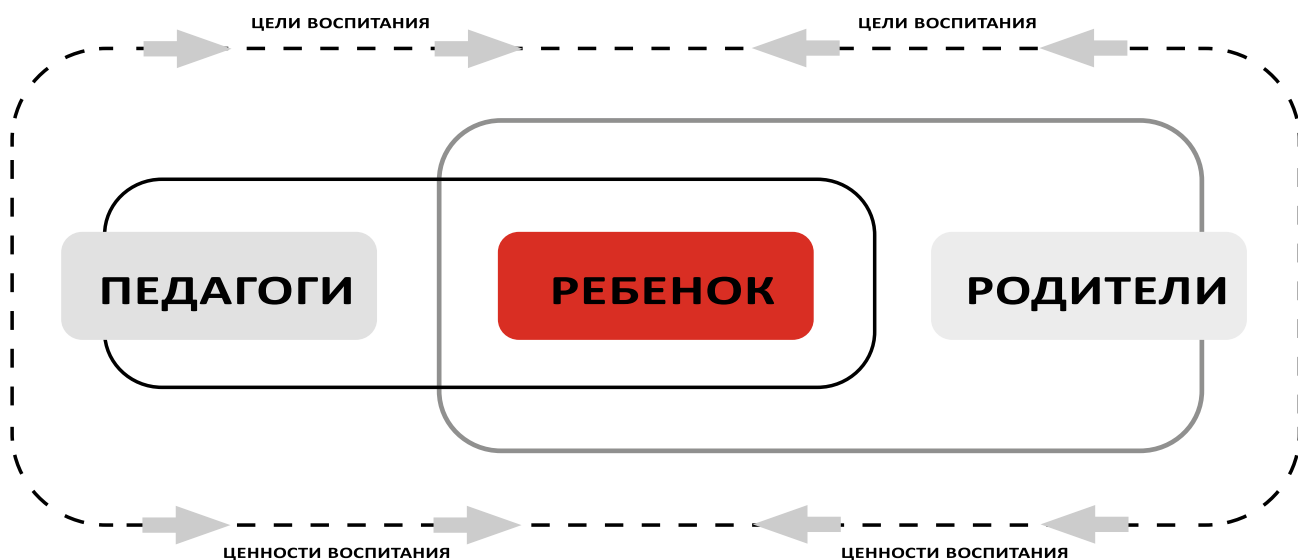 ЦЕЛИ ВОСПИТАНИЯ
ЦЕЛИ ВОСПИТАНИЯ
ПЕДАГОГИ
РЕБЕНОК
РОДИТЕЛИ
ЦЕННОСТИ ВОСПИТАНИЯ
ЦЕННОСТИ ВОСПИТАНИЯ